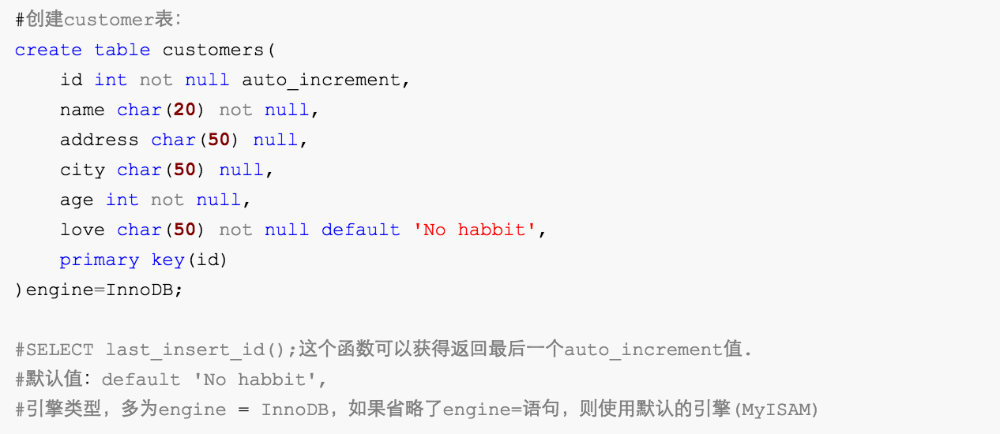 #创建customer表：
create table customers(
    id int not null auto_increment,
    name char(20) not null,
    address char(50) null,
    city char(50) null,
    age int not null,
    love char(50) not null default 'No habbit',
    primary key(id)
)engine=InnoDB;
#SELECT last_insert_id();这个函数可以获得返回最后一个auto_increment值.
#默认值：default 'No habbit',
#引擎类型，多为engine = InnoDB，如果省略了engine=语句，则使用默认的引擎(MyISAM)